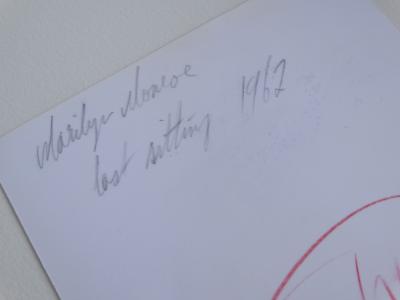 Marilyn Monroe
last sitting 1962